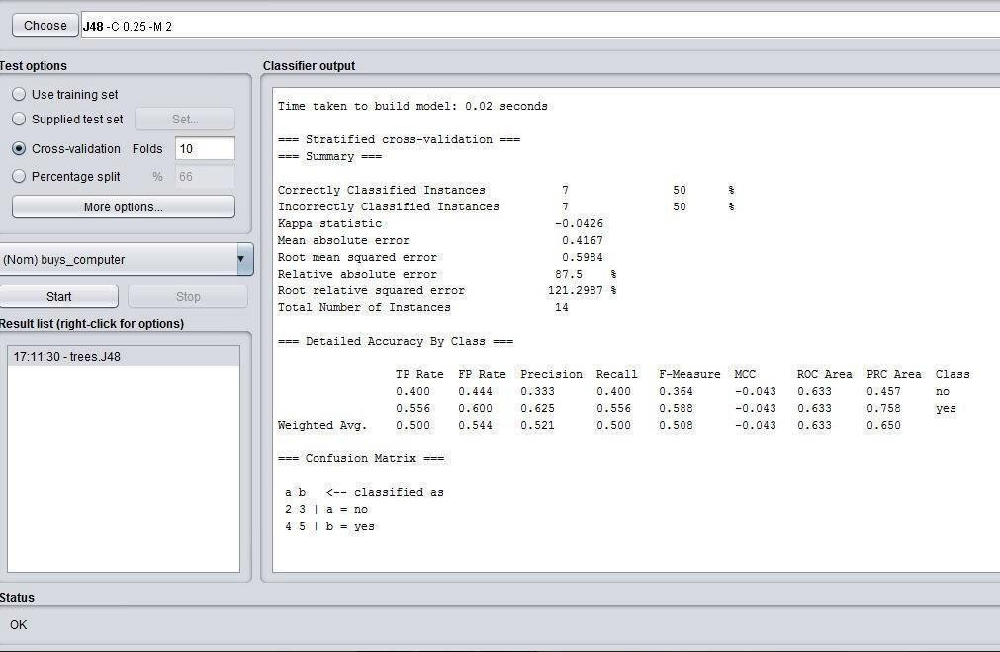 Choose J48 -C 0.25 -M 2
Test options
Use training set
Supplied test set Set...
Cross-validation Folds 10
Percentage split % 66
More options...
(Nom) buys_computer
Start Stop
Result list (right-click for options)
17:11:30 - trees.J48
Classifier output
Time taken to build model: 0.02 seconds
=== Stratified cross-validation ===
=== Summary ===
Correctly Classified Instances 7 50 %
Incorrectly Classified Instances 7 50 %
Kappa statistic -0.0426
Mean absolute error 0.4167
Root mean squared error 0.5984
Relative absolute error 87.5 %
Root relative squared error 121.2987 %
Total Number of Instances 14
=== Detailed Accuracy By Class ===
TP Rate FP Rate Precision Recall F-Measure MCC ROC Area PRC Area Class
0.400 0.444 0.333 0.400 0.364 -0.043 0.633 0.457 no
0.556 0.600 0.625 0.556 0.588 -0.043 0.633 0.758 yes
Weighted Avg. 0.500 0.544 0.521 0.500 0.508 -0.043 0.633 0.650
=== Confusion Matrix ===
a b <-- classified as
2 3 | a = no
4 5 | b = yes
Status
OK